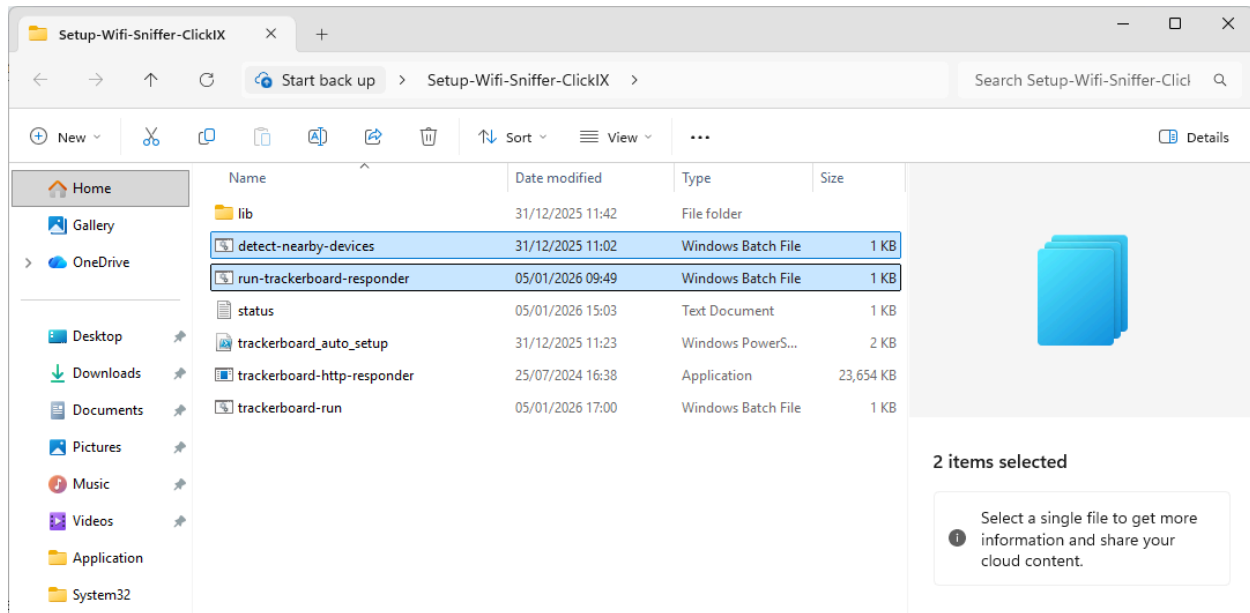 Setup-Wifi-Sniffer-ClickIX
Start back up > Setup-Wifi-Sniffer-ClickIX > Search Setup-Wifi-Sniffer-Clicl
New Sort View ... Details
Home
Gallery
OneDrive
Desktop
Downloads
Documents
Pictures
Music
Videos
Application
System32
Name Date modified Type Size
lib 31/12/2025 11:42 File folder
detect-nearby-devices 31/12/2025 11:02 Windows Batch File 1 KB
run-trackerboard-responder 05/01/2026 09:49 Windows Batch File 1 KB
status 05/01/2026 15:03 Text Document 1 KB
trackerboard_auto_setup 31/12/2025 11:23 Windows PowerS... 2 KB
trackerboard-http-responder 25/07/2024 16:38 Application 23,654 KB
trackerboard-run 05/01/2026 17:00 Windows Batch File 1 KB
2 items selected
Select a single file to get more
information and share your
cloud content.